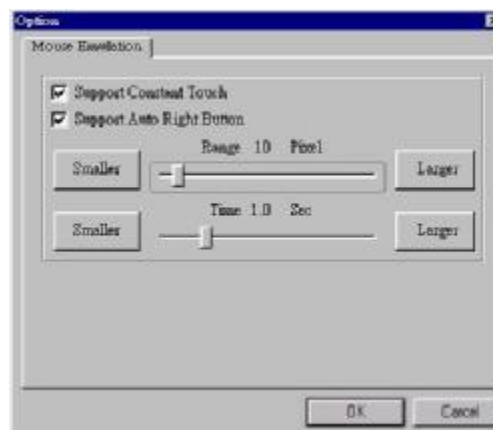 Option
Mouse Emulation
Support Constant Touch
Support Auto Right Button
Range 10 Pixel
Smaller
Larger
Time 1.0 Sec
Smaller
Larger
OK
Cancel